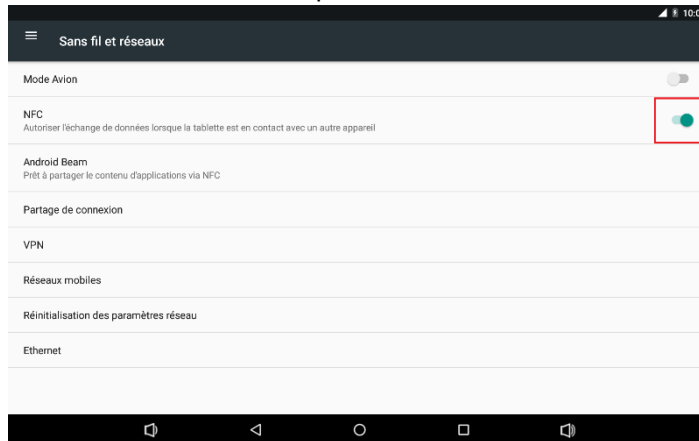 10:0
Sans fil et réseaux
Mode Avion
NFC
Autoriser l'échange de données lorsque la tablette est en contact avec un autre appareil
Android Beam
Prêt à partager le contenu d'applications via NFC
Partage de connexion
VPN
Réseaux mobiles
Réinitialisation des paramètres réseau
Ethernet